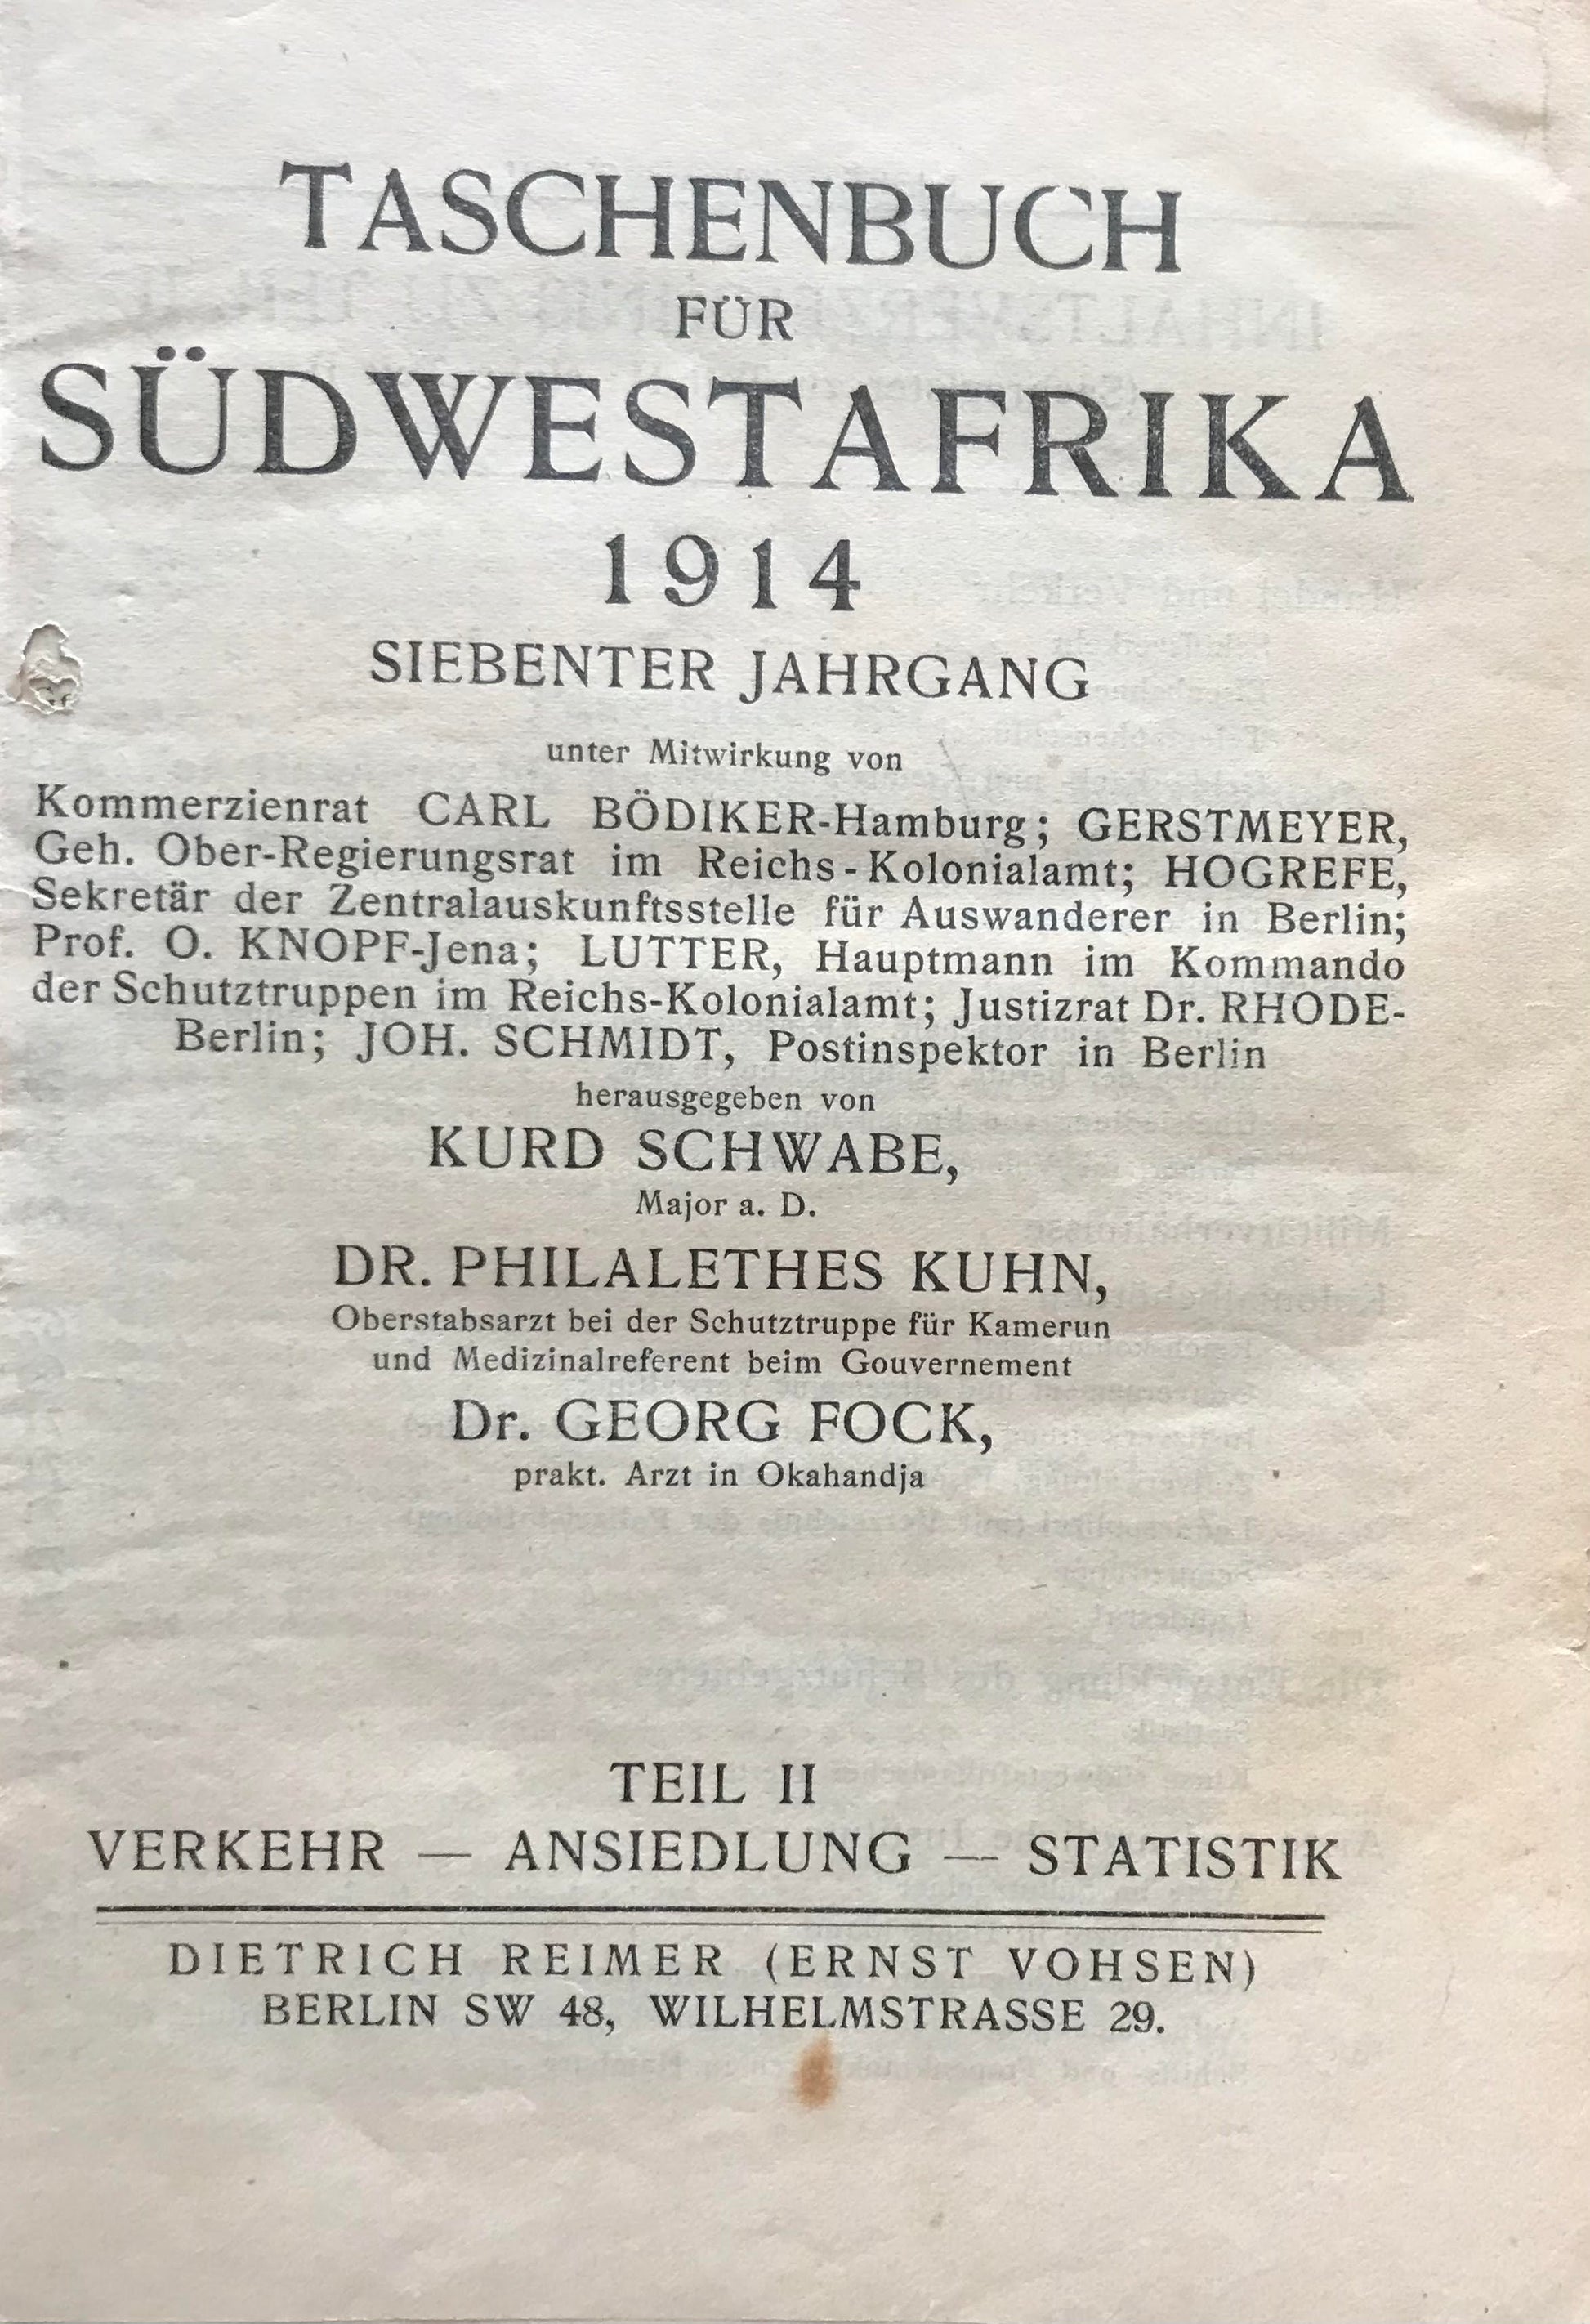 TASCHENBUCH
FÜR
SÜDWESTAFRIKA
1914
SIEBENTER JAHRGANG
unter Mitwirkung von
Kommerzienrat CARL BÖDIKER-Hamburg; GERSTMEYER,
Geh. Ober-Regierungsrat im Reichs-Kolonialamt; HOGREFE,
Sekretär der Zentralauskunftsstelle für Auswanderer in Berlin;
Prof. O. KNOPF-Jena; LUTTER, Hauptmann im Kommando
der Schutztruppen im Reichs-Kolonialamt; Justizrat Dr. RHODE-
Berlin; JOH. SCHMIDT, Postinspektor in Berlin
herausgegeben von
KURD SCHWABE,
Major a. D.
DR. PHILALETHES KUHN,
Oberstabsarzt bei der Schutztruppe für Kamerun
und Medizinalreferent beim Gouvernement
Dr. GEORG FOCK,
prakt. Arzt in Okahandja
TEIL II
VERKEHR — ANSIEDLUNG — STATISTIK
DIETRICH REIMER (ERNST VOHSEN)
BERLIN SW 48, WILHELMSTRASSE 29.